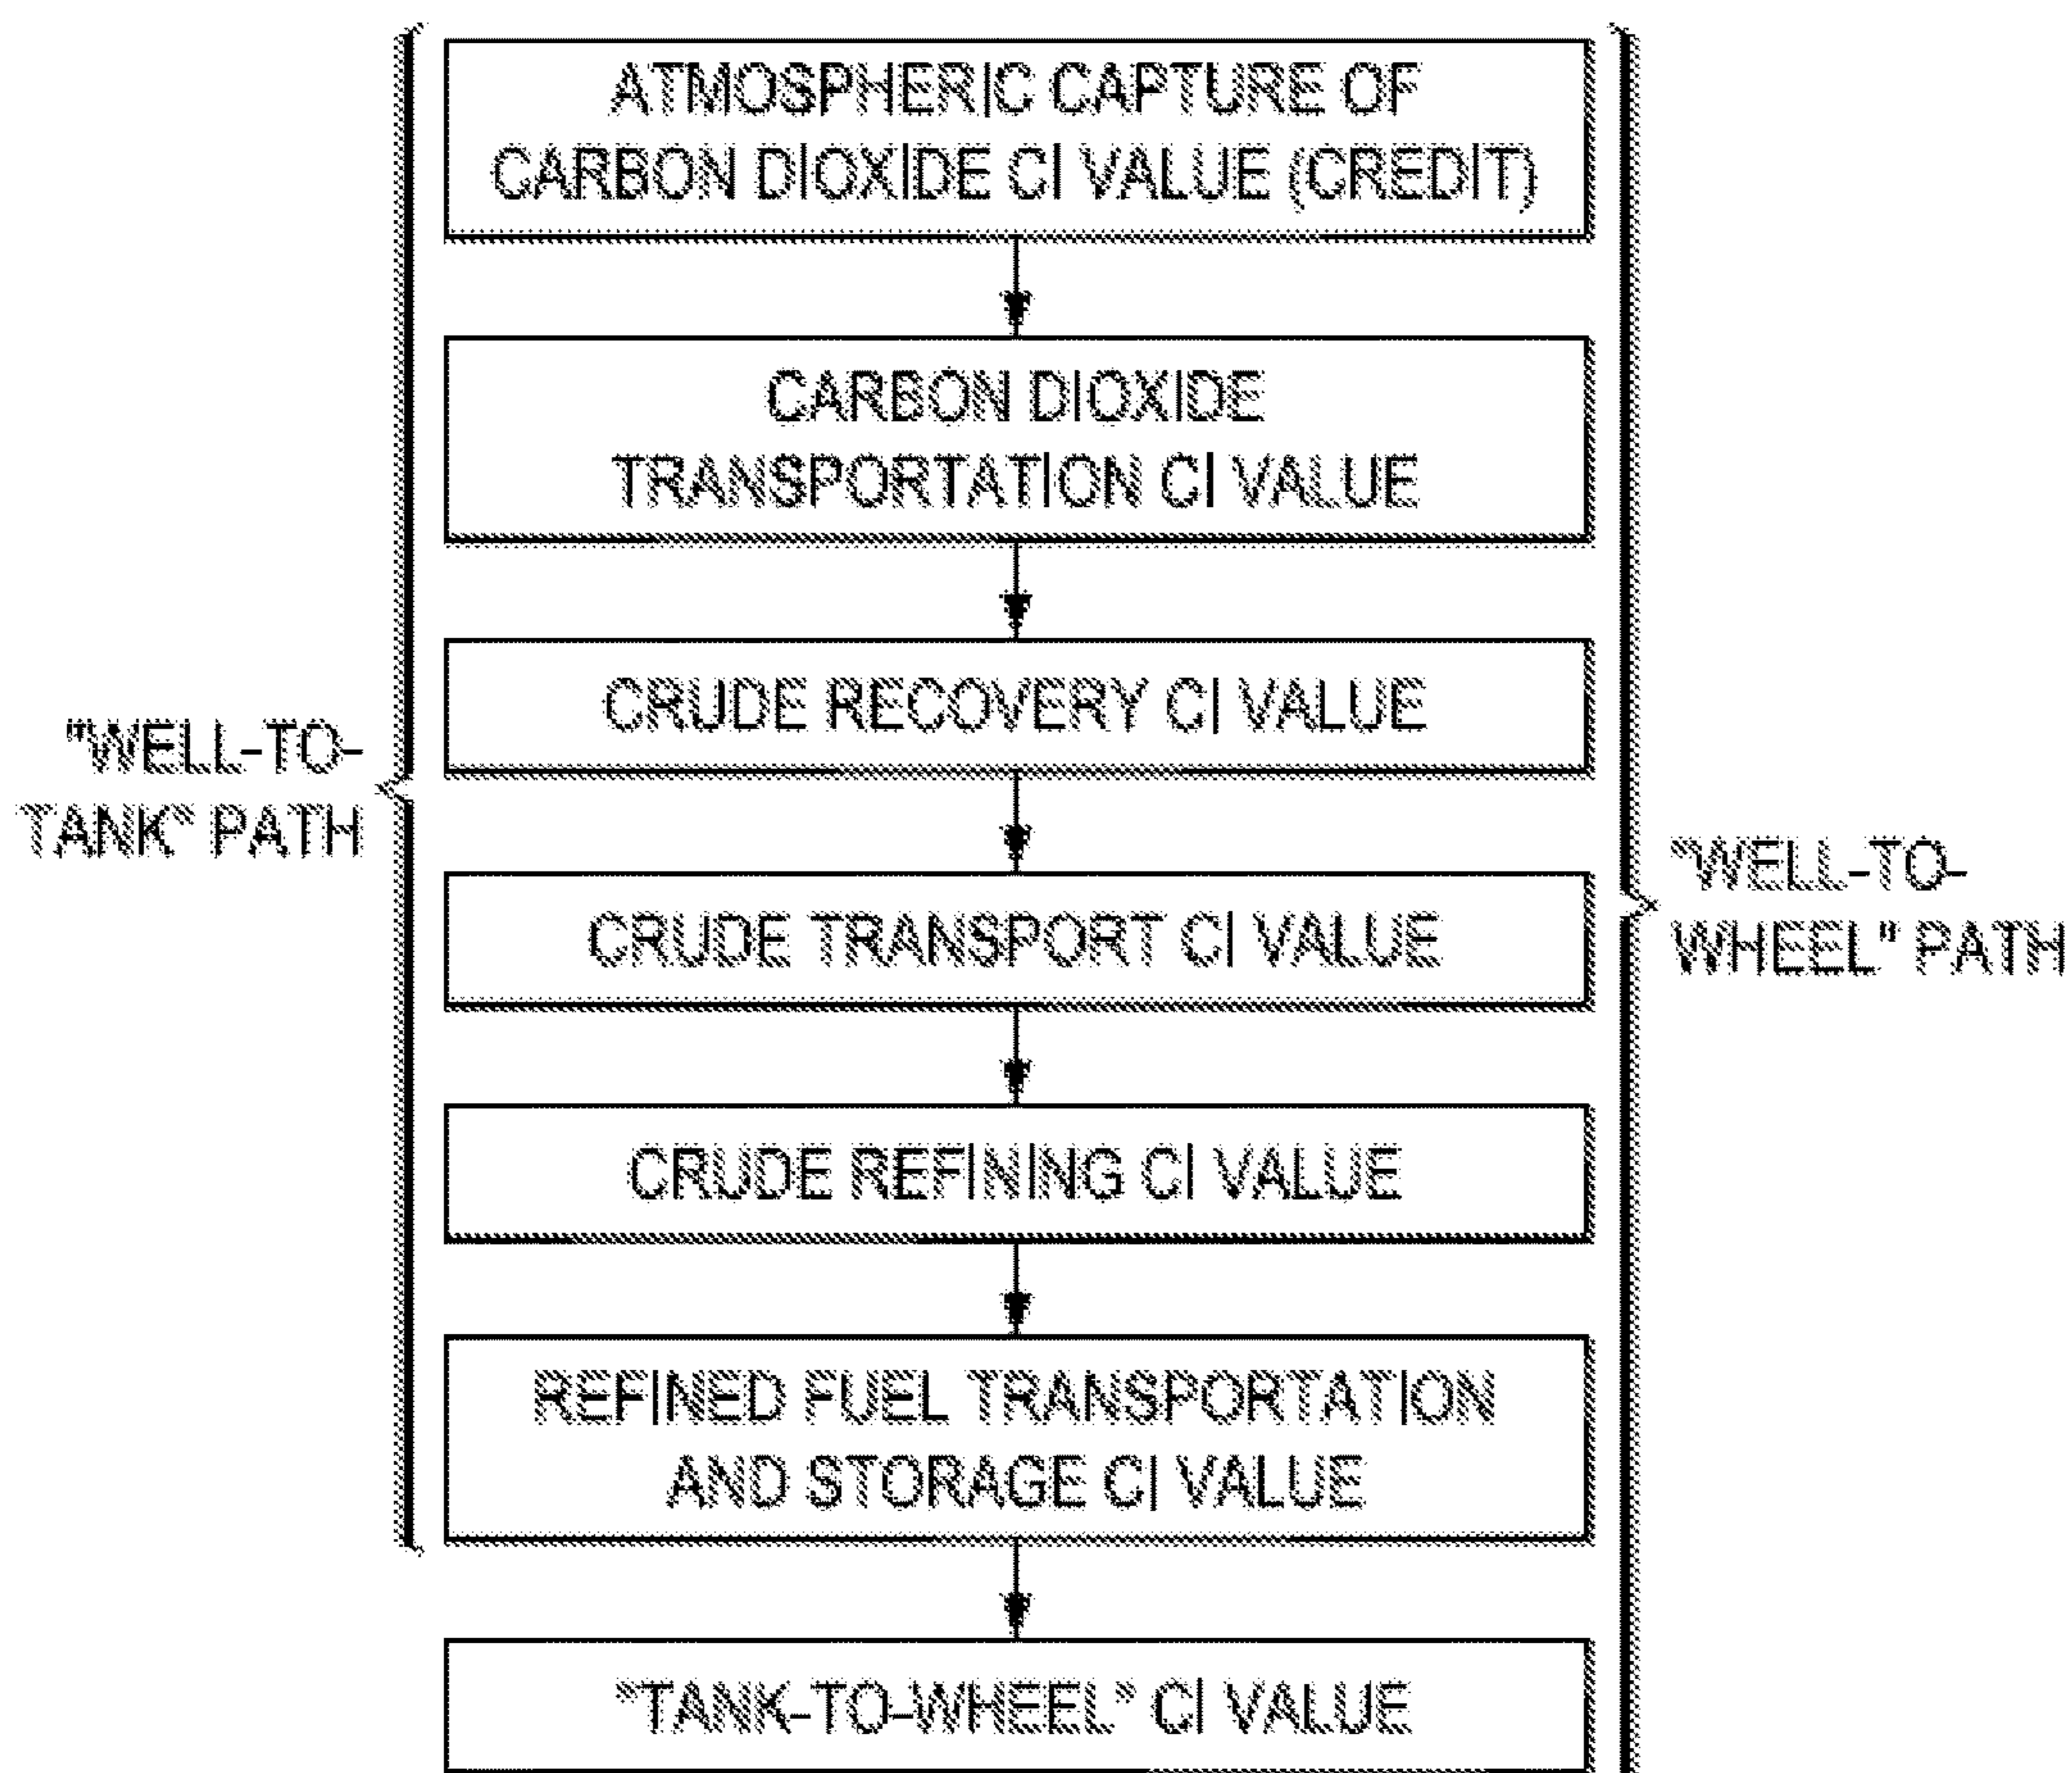 ATMOSPHERIC CAPTURE OF
CARBON DIOXIDE CI VALUE (CREDIT)
CARBON DIOXIDE
TRANSPORTATION CI VALUE
CRUDE RECOVERY CI VALUE
"WELL-TO-
TANK" PATH
CRUDE TRANSPORT CI VALUE
"WELL-TO-
WHEEL" PATH
CRUDE REFINING CI VALUE
REFINED FUEL TRANSPORTATION
AND STORAGE CI VALUE
"TANK-TO-WHEEL" CI VALUE